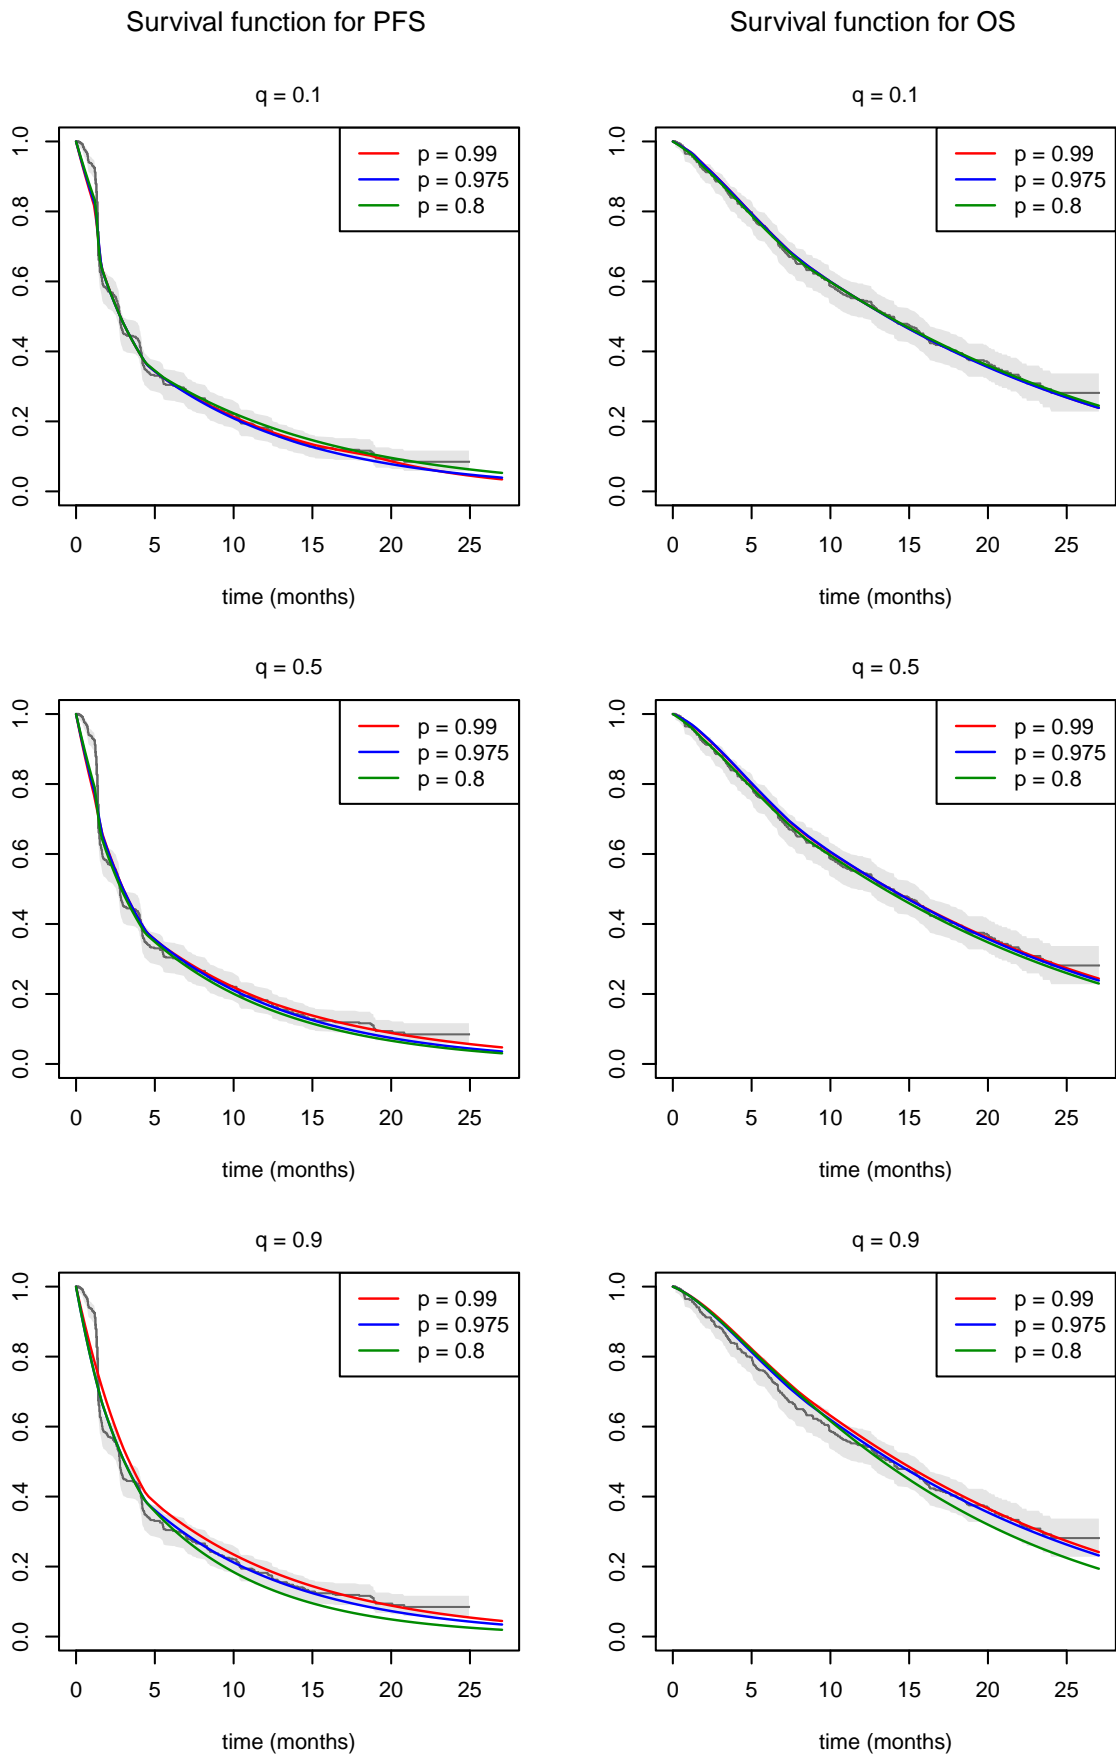 Survival function for PFS
Survival function for OS
q = 0.1
p = 0.99
p = 0.975
p = 0.8
1.0
0.8
0.6
0.4
0.2
0.0
0 5 10 15 20 25
time (months)
q = 0.1
p = 0.99
p = 0.975
p = 0.8
1.0
0.8
0.6
0.4
0.2
0.0
0 5 10 15 20 25
time (months)
q = 0.5
p = 0.99
p = 0.975
p = 0.8
1.0
0.8
0.6
0.4
0.2
0.0
0 5 10 15 20 25
time (months)
q = 0.5
p = 0.99
p = 0.975
p = 0.8
1.0
0.8
0.6
0.4
0.2
0.0
0 5 10 15 20 25
time (months)
q = 0.9
p = 0.99
p = 0.975
p = 0.8
1.0
0.8
0.6
0.4
0.2
0.0
0 5 10 15 20 25
time (months)
q = 0.9
p = 0.99
p = 0.975
p = 0.8
1.0
0.8
0.6
0.4
0.2
0.0
0 5 10 15 20 25
time (months)